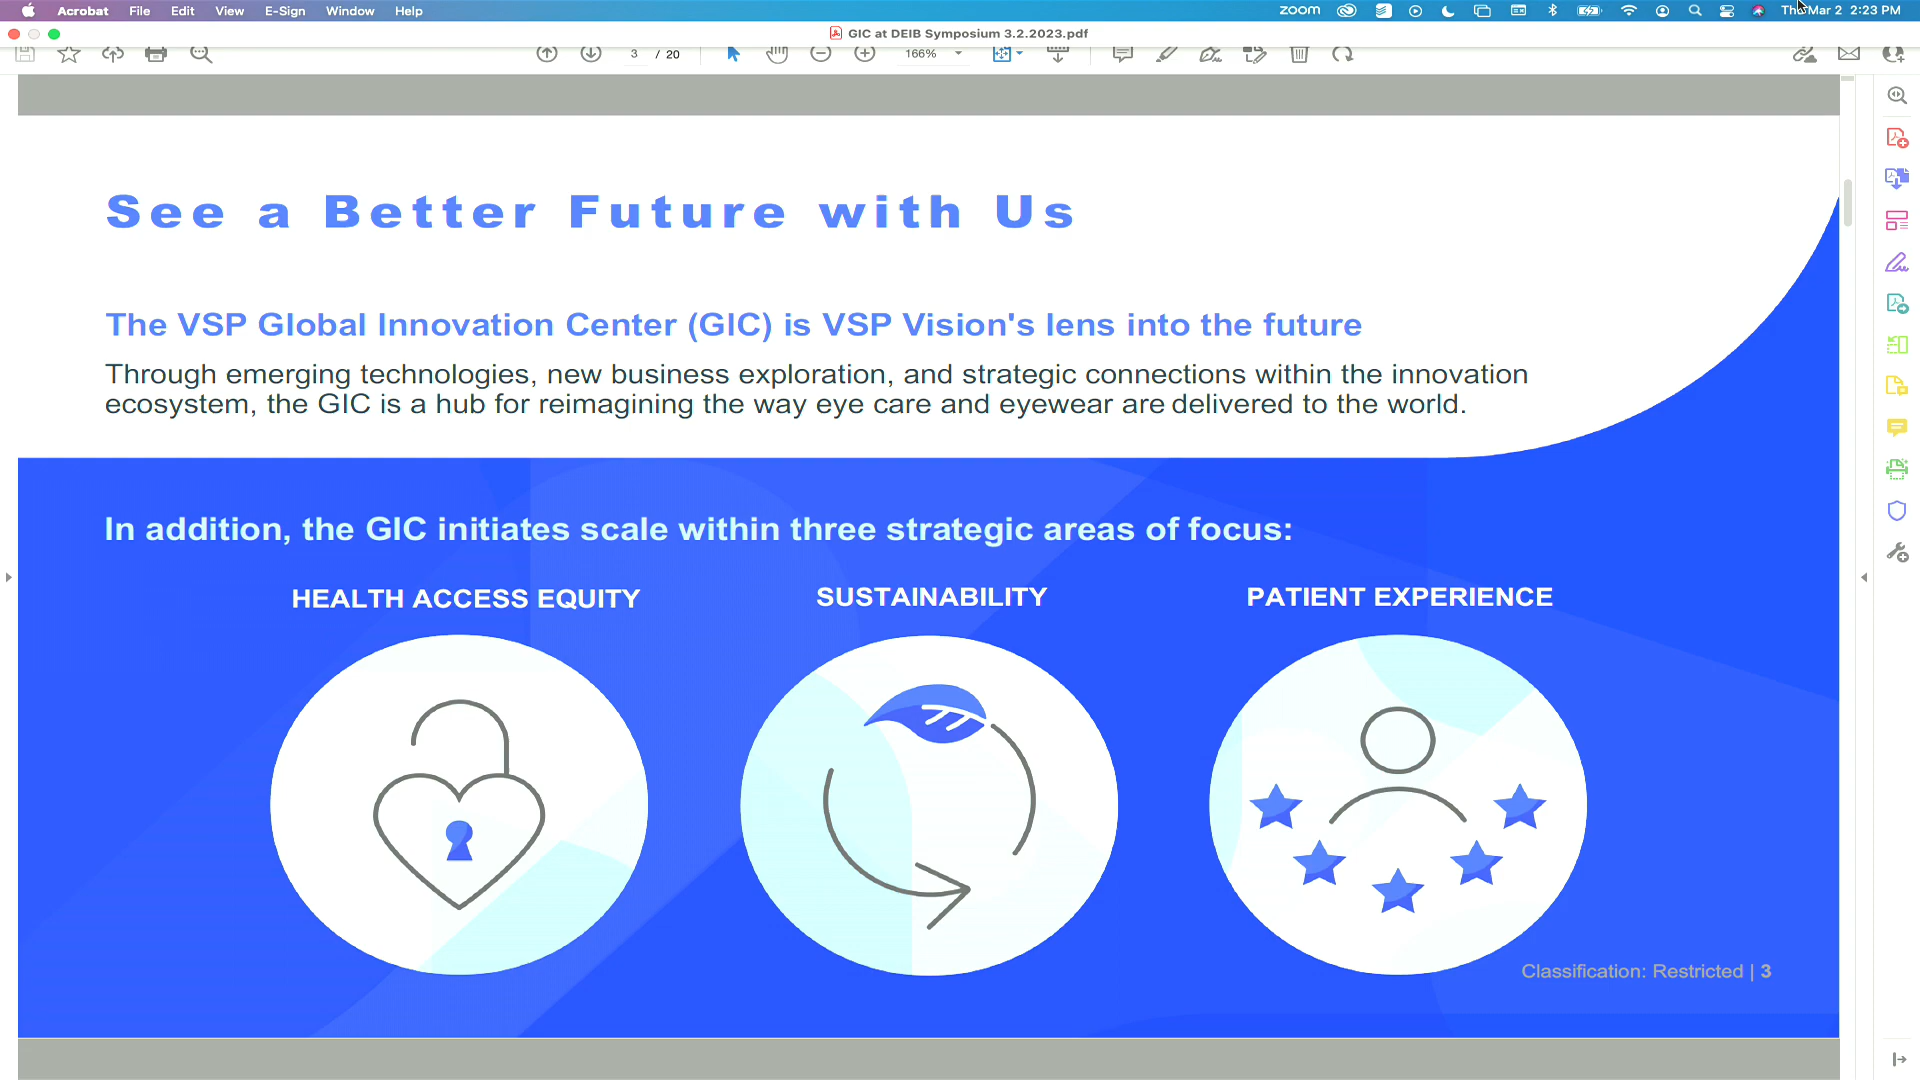 Acrobat File Edit View E-Sign Window Help zoom Mar 2 2:23 PM
GIC at DEIB Symposium 3.2.2023.pdf
3 / 20 166%
See a Better Future with Us
The VSP Global Innovation Center (GIC) is VSP Vision's lens into the future
Through emerging technologies, new business exploration, and strategic connections within the innovation
ecosystem, the GIC is a hub for reimagining the way eye care and eyewear are delivered to the world.
In addition, the GIC initiates scale within three strategic areas of focus:
HEALTH ACCESS EQUITY
SUSTAINABILITY
PATIENT EXPERIENCE
Classification: Restricted | 3